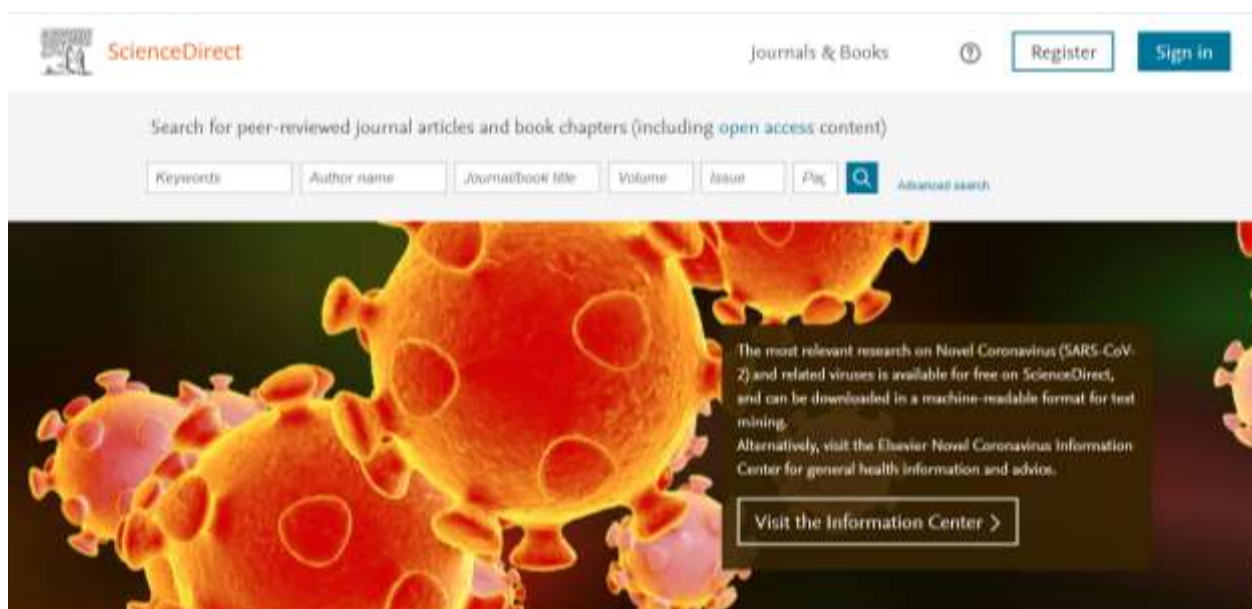 ScienceDirect
Journals & Books
?
Register
Sign in
Search for peer-reviewed journal articles and book chapters (including open access content)
Keywords
Author name
Journal/book title
Volume
Issue
Advanced search
The most relevant research on Novel Coronavirus (SARS-CoV-
2) and related viruses is available for free on ScienceDirect,
and can be downloaded in a machine-readable format for text
mining.
Alternatively, visit the Elsevier Novel Coronavirus Information
Center for general health information and advice.
Visit the Information Center >